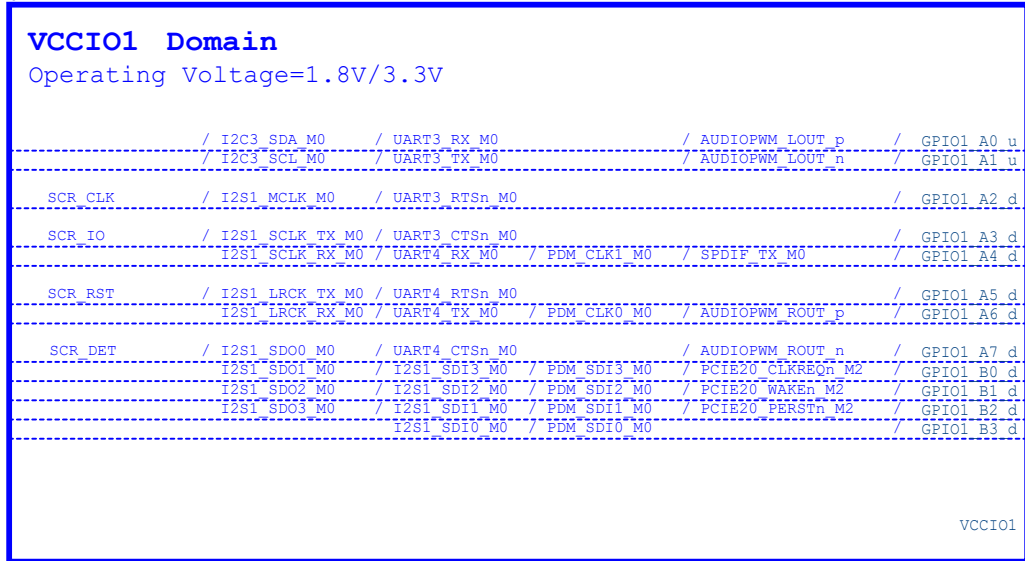 VCCIO1 Domain
Operating Voltage=1.8V/3.3V
/ I2C3_SDA_M0 / UART3_RX_M0 / AUDIOPWM_LOUT_p / GPIO1_A0_u
/ I2C3_SCL_M0 / UART3_TX_M0 / AUDIOPWM_LOUT_n / GPIO1_A1_u
SCR_CLK / I2S1_MCLK_M0 / UART3_RTSn_M0 / GPIO1_A2_d
SCR_IO / I2S1_SCLK_TX_M0 / UART3_CTSn_M0 / GPIO1_A3_d
I2S1_SCLK_RX_M0 / UART4_RX_M0 / PDM_CLK1_M0 / SPDIF_TX_M0 / GPIO1_A4_d
SCR_RST / I2S1_LRCK_TX_M0 / UART4_RTSn_M0 / GPIO1_A5_d
I2S1_LRCK_RX_M0 / UART4_TX_M0 / PDM_CLK0_M0 / AUDIOPWM_ROUT_p / GPIO1_A6_d
SCR_DET / I2S1_SDO0_M0 / UART4_CTSn_M0 / AUDIOPWM_ROUT_n / GPIO1_A7_d
I2S1_SDO1_M0 / I2S1_SDI3_M0 / PDM_SDI3_M0 / PCIE20_CLKREQn_M2 / GPIO1_B0_d
I2S1_SDO2_M0 / I2S1_SDI2_M0 / PDM_SDI2_M0 / PCIE20_WAKEn_M2 / GPIO1_B1_d
I2S1_SDO3_M0 / I2S1_SDI1_M0 / PDM_SDI1_M0 / PCIE20_PERSTn_M2 / GPIO1_B2_d
I2S1_SDI0_M0 / PDM_SDI0_M0 / GPIO1_B3_d
VCCIO1